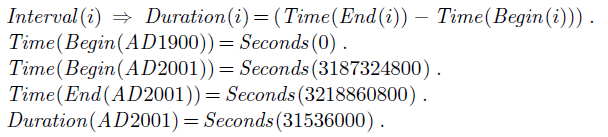 Interval(i) ⇒ Duration(i) = (Time(End(i)) − Time(Begin(i))) .
Time(Begin(AD1900)) = Seconds(0) .
Time(Begin(AD2001)) = Seconds(3187324800) .
Time(End(AD2001)) = Seconds(3218860800) .
Duration(AD2001) = Seconds(31536000) .